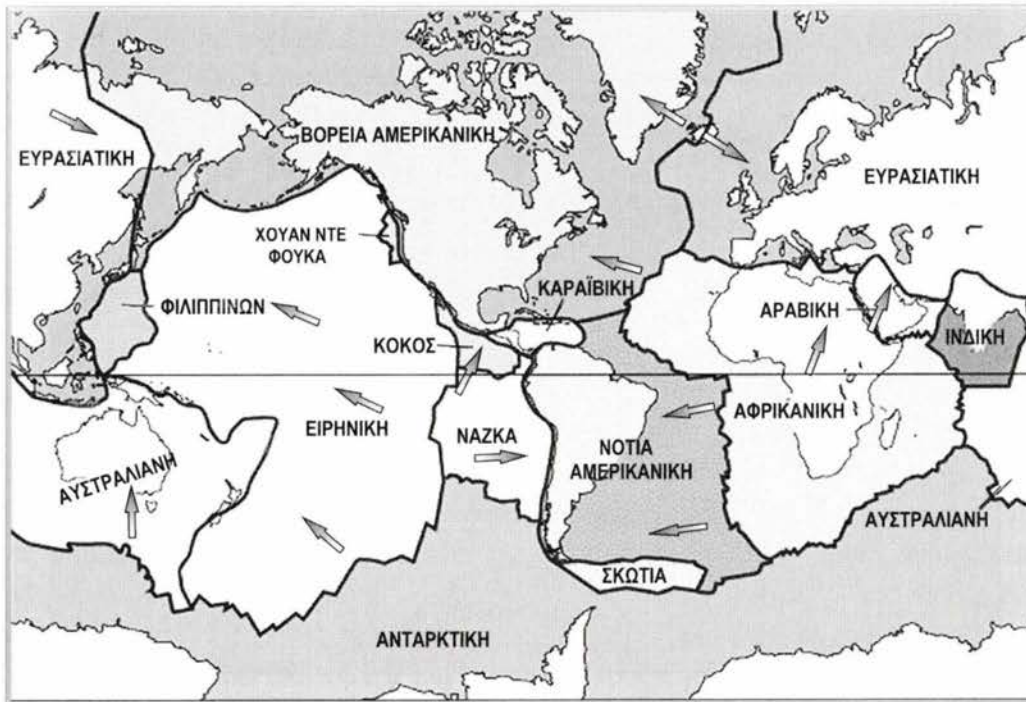 ΒΟΡΕΙΑ ΑΜΕΡΙΚΑΝΙΚΗ
ΕΥΡΑΣΙΑΤΙΚΗ
ΕΥΡΑΣΙΑΤΙΚΗ
ΧΟΥΑΝ ΝΤΕ
ΦΟΥΚΑ
ΚΑΡΑΪΒΙΚΗ
ΦΙΛΙΠΠΙΝΩΝ
ΑΡΑΒΙΚΗ
ΙΝΔΙΚΗ
ΚΟΚΟΣ
ΕΙΡΗΝΙΚΗ
ΝΑΖΚΑ
ΝΟΤΙΑ
ΑΜΕΡΙΚΑΝΙΚΗ
ΑΦΡΙΚΑΝΙΚΗ
ΑΥΣΤΡΑΛΙΑΝΗ
ΑΥΣΤΡΑΛΙΑΝΗ
ΣΚΩΤΙΑ
ΑΝΤΑΡΚΤΙΚΗ